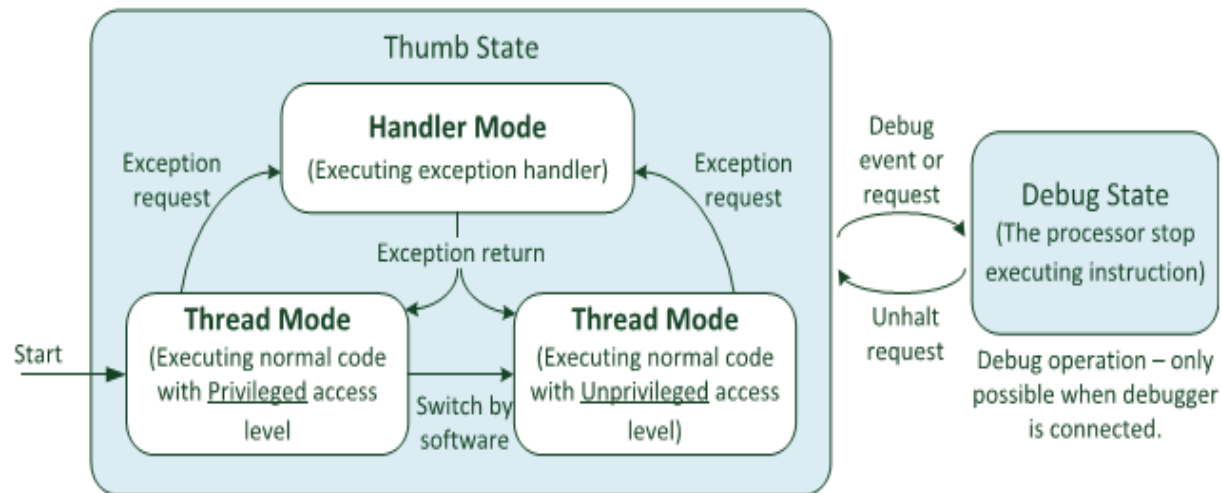 Thumb State
Handler Mode
(Executing exception handler)
Exception
request
Exception
request
Exception return
Start
Thread Mode
(Executing normal code
with Privileged access
level
Switch by
software
Thread Mode
(Executing normal code
with Unprivileged access
level)
Debug
event or
request
Unhalt
request
Debug State
(The processor stop
executing instruction)
Debug operation – only
possible when debugger
is connected.